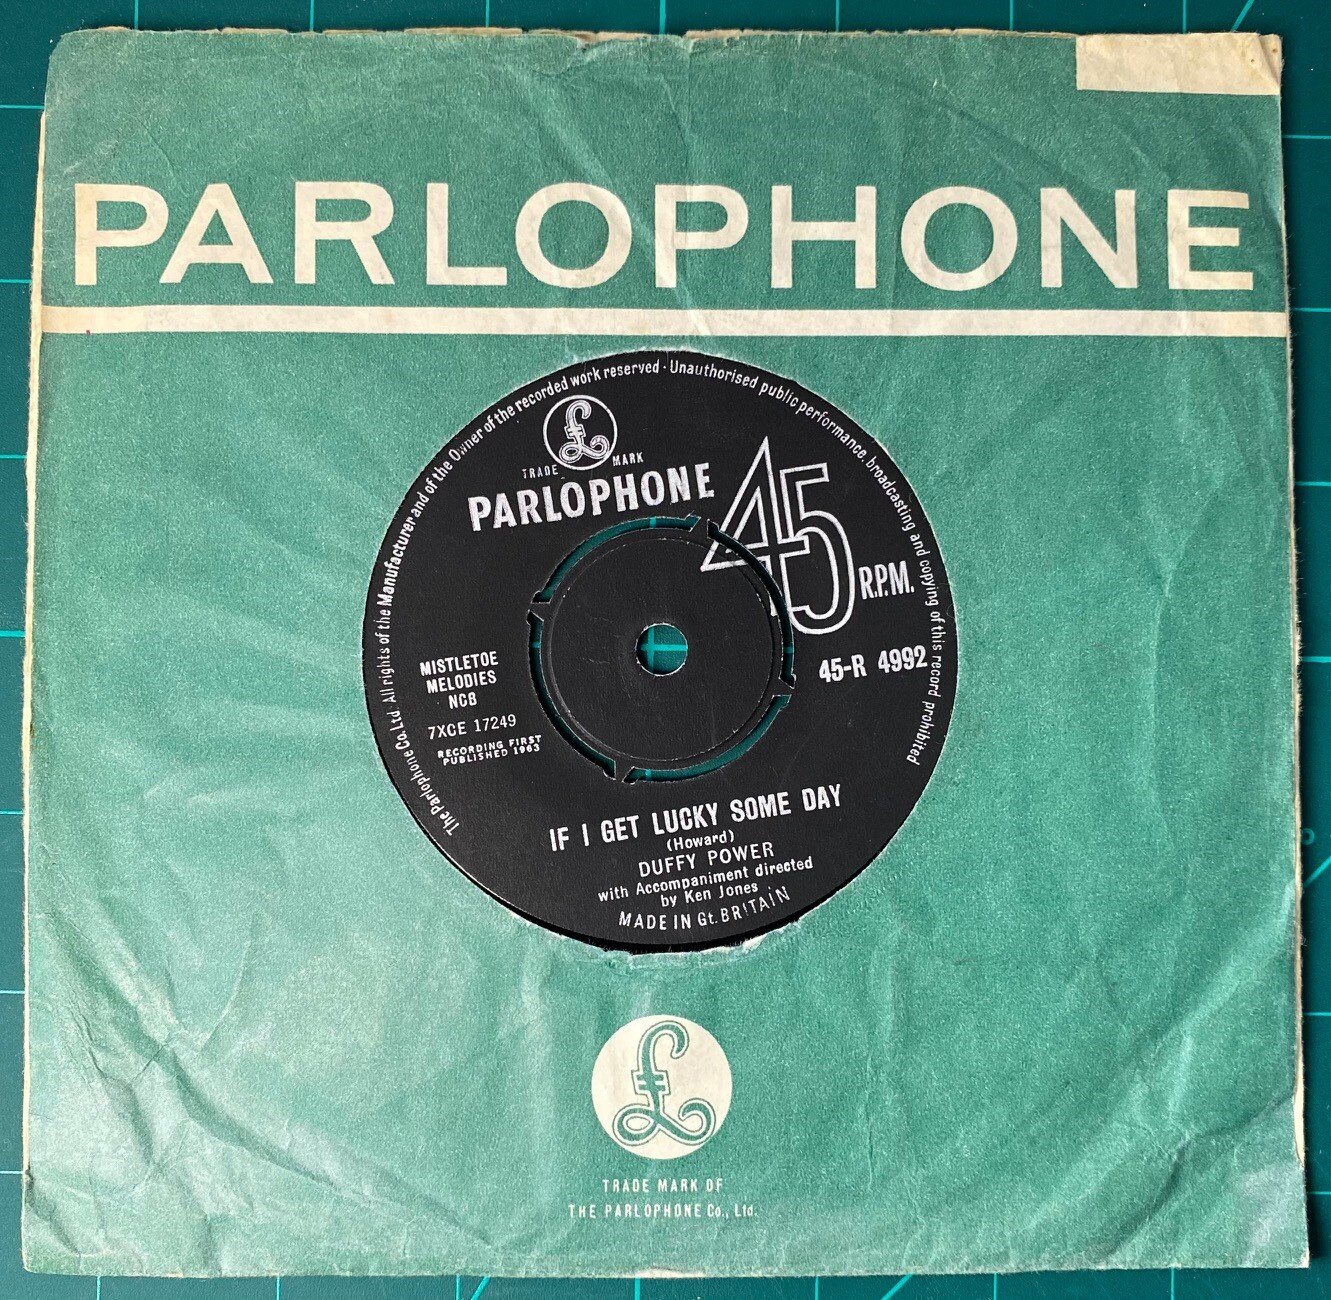 PARLOPHONE
The Parlophone Co. Ltd. All rights of the Manufacturer and of the Owner of the recorded work reserved · Unauthorised public performance, broadcasting and copying of this record prohibited
£
TRADE MARK
PARLOPHONE
45
R.P.M.
45-R 4992
MISTLETOE
MELODIES
NCB
7XCE 17249
RECORDING FIRST
PUBLISHED 1963
IF I GET LUCKY SOME DAY
(Howard)
DUFFY POWER
with Accompaniment directed
by Ken Jones
MADE IN Gt. BRITAIN
£
TRADE MARK OF
THE PARLOPHONE Co., Ltd.